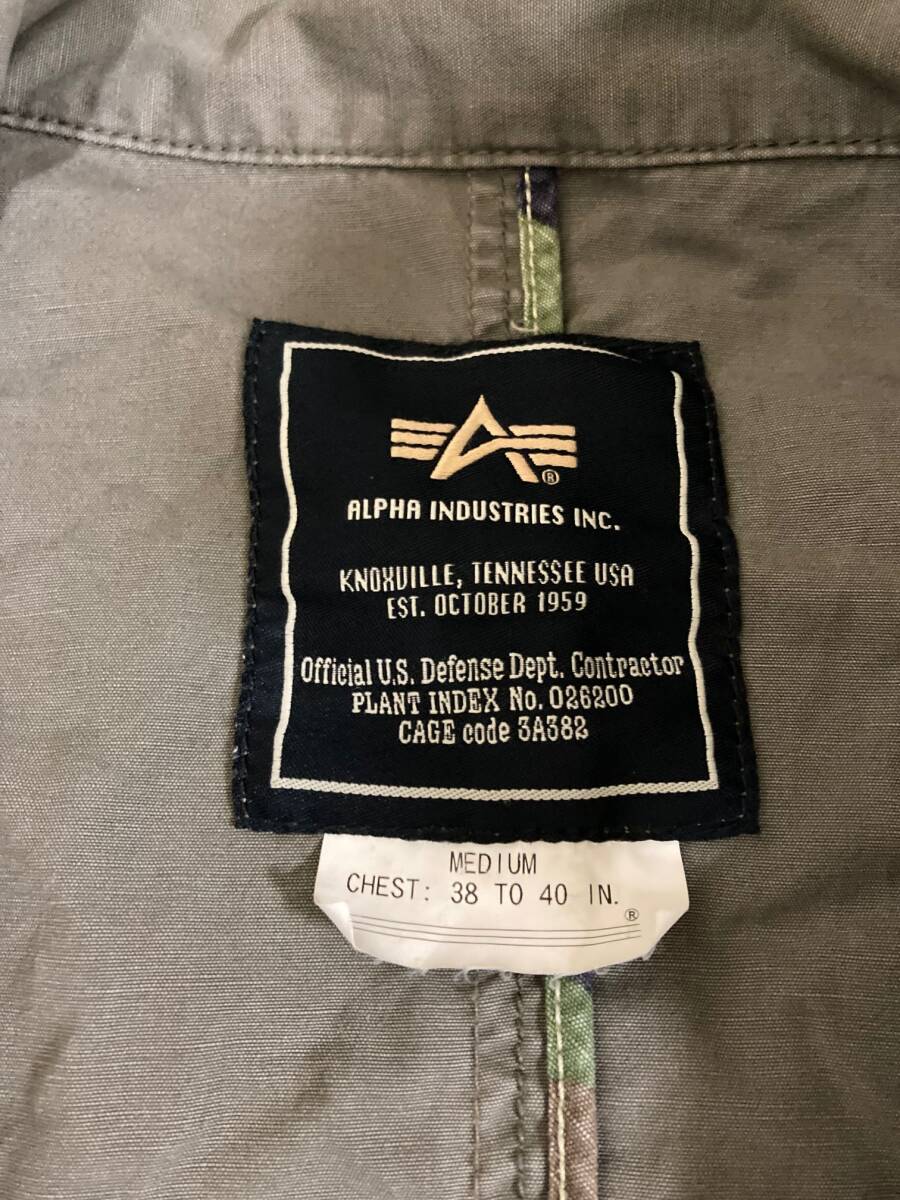 ®
ALPHA INDUSTRIES INC.
KNOXVILLE, TENNESSEE USA
EST. OCTOBER 1959
Official U.S. Defense Dept. Contractor
PLANT INDEX No. 026200
CAGE code 3A382
MEDIUM
CHEST: 38 TO 40 IN.
®